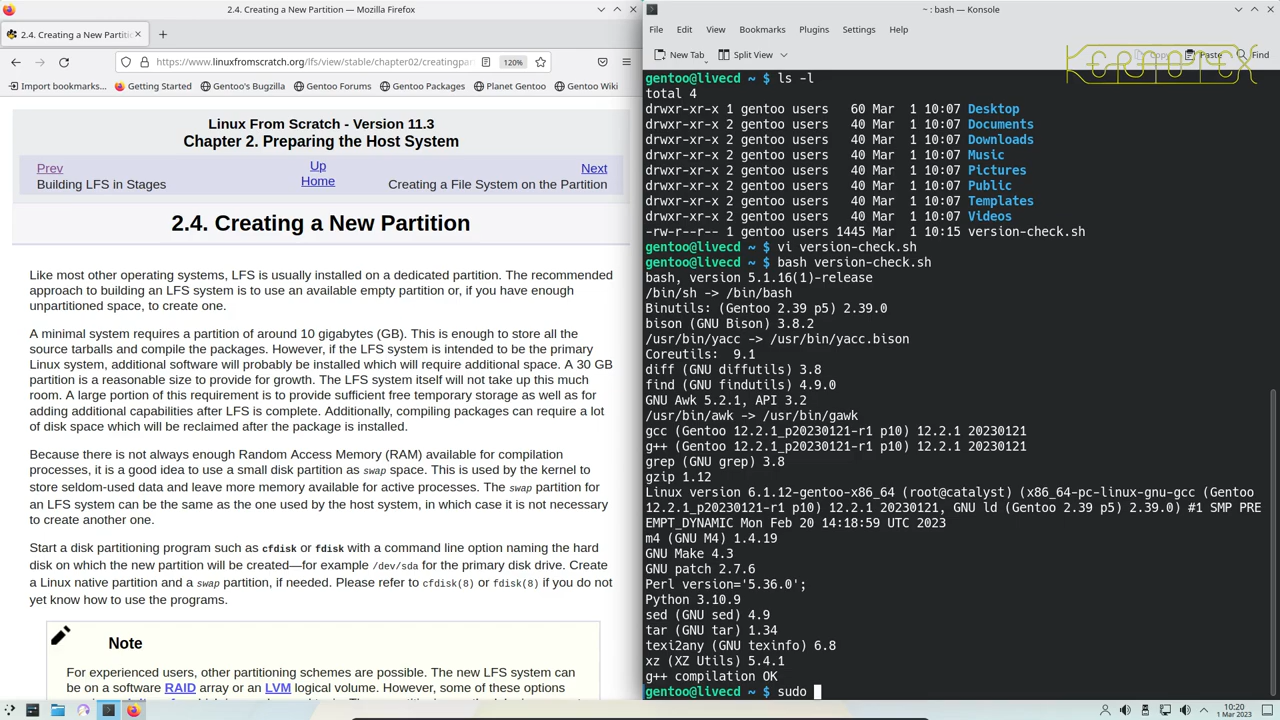 2.4. Creating a New Partition — Mozilla Firefox
2.4. Creating a New Partiti
https://www.linuxfromscratch.org/lfs/view/stable/chapter02/creatingpar
120%
Import bookmarks...
Getting Started
Gentoo's Bugzilla
Gentoo Forums
Gentoo Packages
Planet Gentoo
Gentoo Wiki
Linux From Scratch - Version 11.3
Chapter 2. Preparing the Host System
Prev
Up
Next
Building LFS in Stages
Home
Creating a File System on the Partition
2.4. Creating a New Partition
Like most other operating systems, LFS is usually installed on a dedicated partition. The recommended
approach to building an LFS system is to use an available empty partition or, if you have enough
unpartitioned space, to create one.
A minimal system requires a partition of around 10 gigabytes (GB). This is enough to store all the
source tarballs and compile the packages. However, if the LFS system is intended to be the primary
Linux system, additional software will probably be installed which will require additional space. A 30 GB
partition is a reasonable size to provide for growth. The LFS system itself will not take up this much
room. A large portion of this requirement is to provide sufficient free temporary storage as well as for
adding additional capabilities after LFS is complete. Additionally, compiling packages can require a lot
of disk space which will be reclaimed after the package is installed.
Because there is not always enough Random Access Memory (RAM) available for compilation
processes, it is a good idea to use a small disk partition as swap space. This is used by the kernel to
store seldom-used data and leave more memory available for active processes. The swap partition for
an LFS system can be the same as the one used by the host system, in which case it is not necessary
to create another one.
Start a disk partitioning program such as cfdisk or fdisk with a command line option naming the hard
disk on which the new partition will be created—for example /dev/sda for the primary disk drive. Create
a Linux native partition and a swap partition, if needed. Please refer to cfdisk(8) or fdisk(8) if you do not
yet know how to use the programs.
Note
For experienced users, other partitioning schemes are possible. The new LFS system can
be on a software RAID array or an LVM logical volume. However, some of these options
~ : bash — Konsole
File Edit View Bookmarks Plugins Settings Help
New Tab
Split View
Copy
Paste
Find
KERNOTEX
gentoo@livecd ~ $ ls -l
total 4
drwxr-xr-x 1 gentoo users 60 Mar 1 10:07 Desktop
drwxr-xr-x 2 gentoo users 40 Mar 1 10:07 Documents
drwxr-xr-x 2 gentoo users 40 Mar 1 10:07 Downloads
drwxr-xr-x 2 gentoo users 40 Mar 1 10:07 Music
drwxr-xr-x 2 gentoo users 40 Mar 1 10:07 Pictures
drwxr-xr-x 2 gentoo users 40 Mar 1 10:07 Public
drwxr-xr-x 2 gentoo users 40 Mar 1 10:07 Templates
drwxr-xr-x 2 gentoo users 40 Mar 1 10:07 Videos
-rw-r--r-- 1 gentoo users 1445 Mar 1 10:15 version-check.sh
gentoo@livecd ~ $ vi version-check.sh
gentoo@livecd ~ $ bash version-check.sh
bash, version 5.1.16(1)-release
/bin/sh -> /bin/bash
Binutils: (Gentoo 2.39 p5) 2.39.0
bison (GNU Bison) 3.8.2
/usr/bin/yacc -> /usr/bin/yacc.bison
Coreutils: 9.1
diff (GNU diffutils) 3.8
find (GNU findutils) 4.9.0
GNU Awk 5.2.1, API 3.2
/usr/bin/awk -> /usr/bin/gawk
gcc (Gentoo 12.2.1_p20230121-r1 p10) 12.2.1 20230121
g++ (Gentoo 12.2.1_p20230121-r1 p10) 12.2.1 20230121
grep (GNU grep) 3.8
gzip 1.12
Linux version 6.1.12-gentoo-x86_64 (root@catalyst) (x86_64-pc-linux-gnu-gcc (Gentoo
12.2.1_p20230121-r1 p10) 12.2.1 20230121, GNU ld (Gentoo 2.39 p5) 2.39.0) #1 SMP PRE
EMPT_DYNAMIC Mon Feb 20 14:18:59 UTC 2023
m4 (GNU M4) 1.4.19
GNU Make 4.3
GNU patch 2.7.6
Perl version='5.36.0';
Python 3.10.9
sed (GNU sed) 4.9
tar (GNU tar) 1.34
texi2any (GNU texinfo) 6.8
xz (XZ Utils) 5.4.1
g++ compilation OK
gentoo@livecd ~ $ sudo
10:20
1 Mar 2023